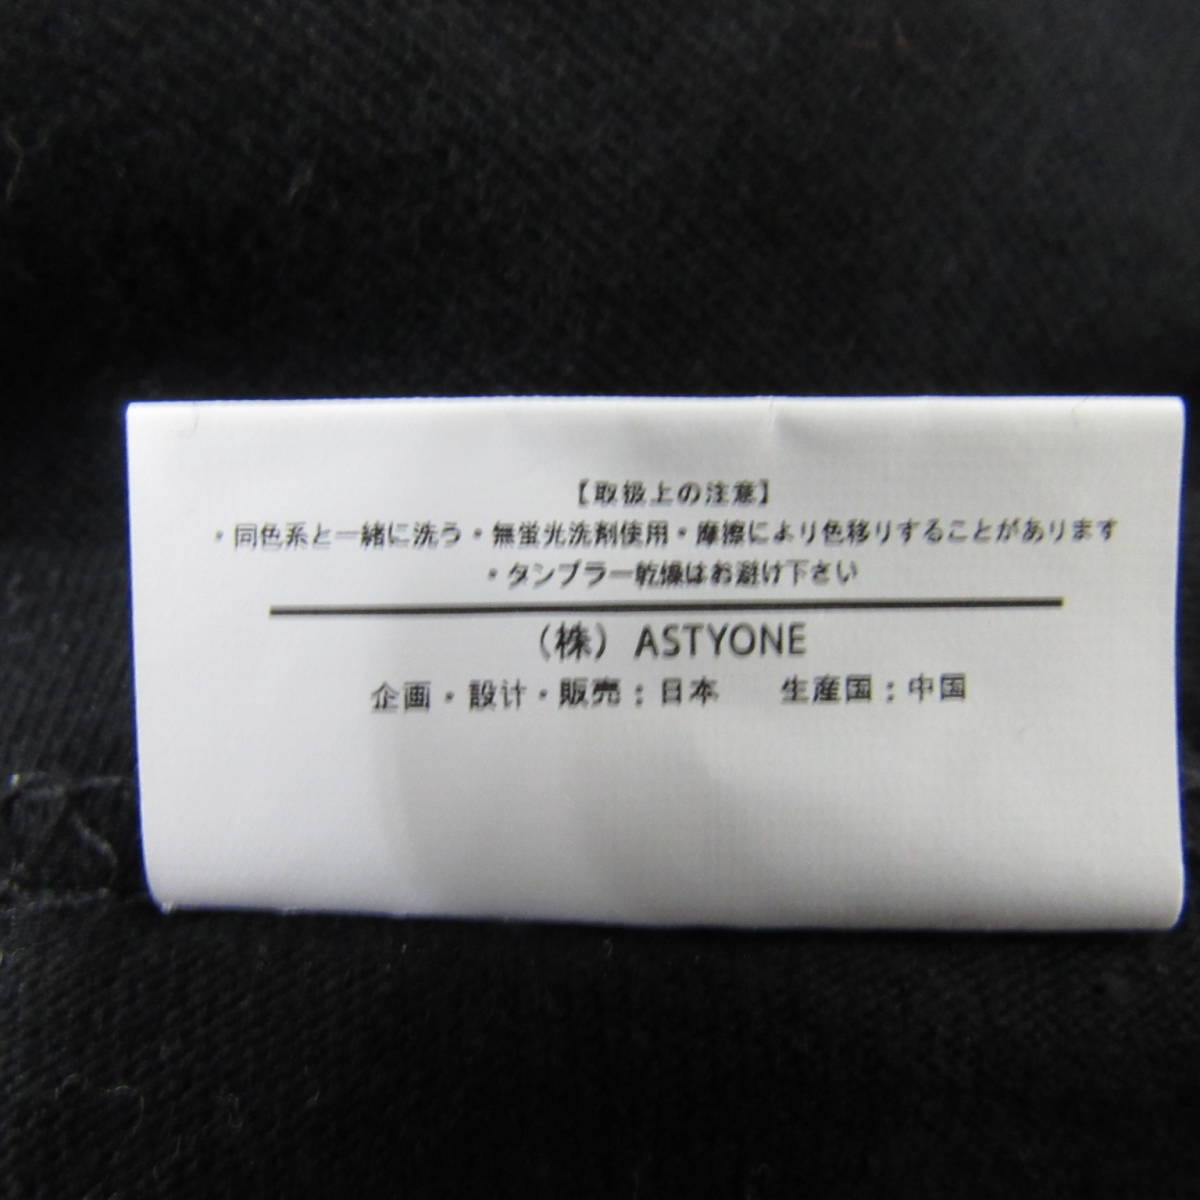 【取扱上の注意】
・同色系と一緒に洗う・無蛍光洗剤使用・摩擦により色移りすることがあります
・タンブラー乾燥はお避け下さい
（株）ASTYONE
企画・設计・販売：日本　　生産国：中国